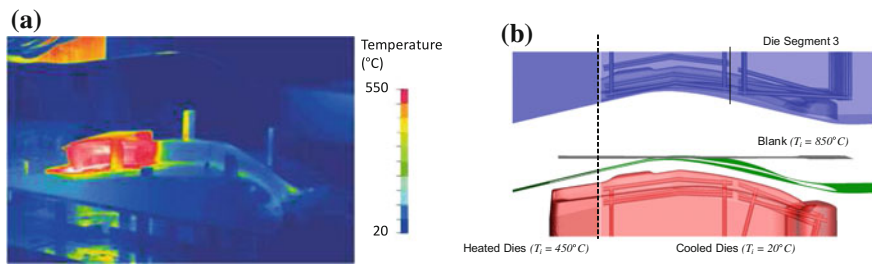 (a)
Temperature
(°C)
550
20
(b)
Die Segment 3
Blank (Tᵢ = 850°C)
Heated Dies (Tᵢ = 450°C)
Cooled Dies (Tᵢ = 20°C)